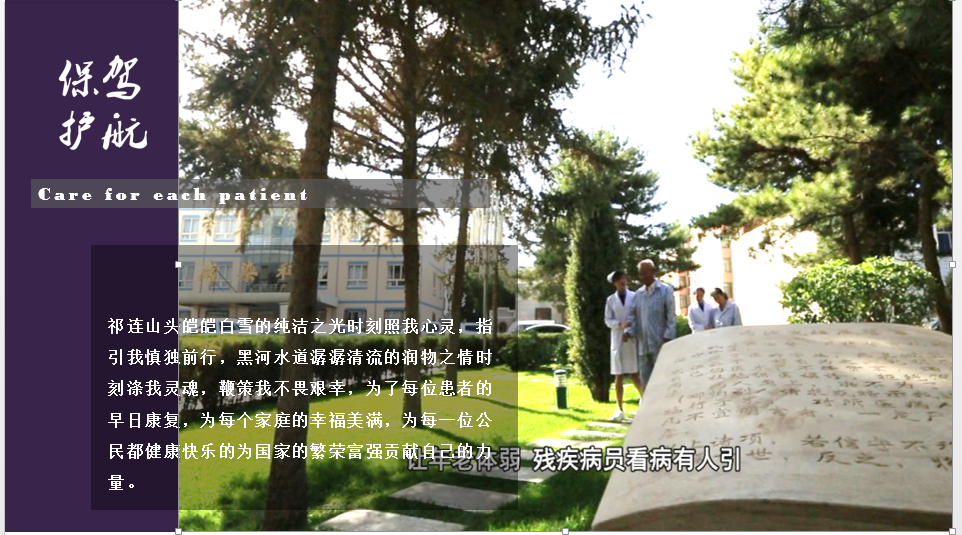 保驾
护航
Care for each patient
感染科
祁连山头皑皑白雪的纯洁之光时刻照我心灵，指
引我慎独前行，黑河水道潺潺清流的润物之情时
刻涤我灵魂，鞭策我不畏艰幸，为了每位患者的
早日康复，为每个家庭的幸福美满，为每一位公
民都健康快乐的为国家的繁荣富强贡献自己的力
量。
让年老体弱 残疾病员看病有人引